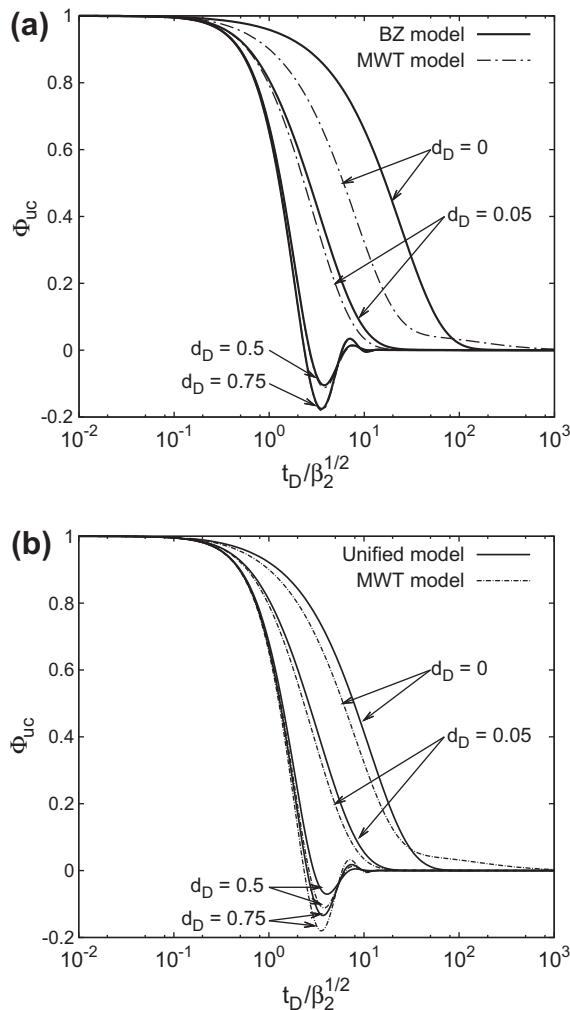 (a)
BZ model
MWT model
1
0.8
0.6
0.4
0.2
0
-0.2
Φuc
d_D = 0
d_D = 0.05
d_D = 0.5
d_D = 0.75
10^-2 10^-1 10^0 10^1 10^2 10^3
t_D/β_2^1/2
(b)
Unified model
MWT model
1
0.8
0.6
0.4
0.2
0
-0.2
Φuc
d_D = 0
d_D = 0.05
d_D = 0.5
d_D = 0.75
10^-2 10^-1 10^0 10^1 10^2 10^3
t_D/β_2^1/2